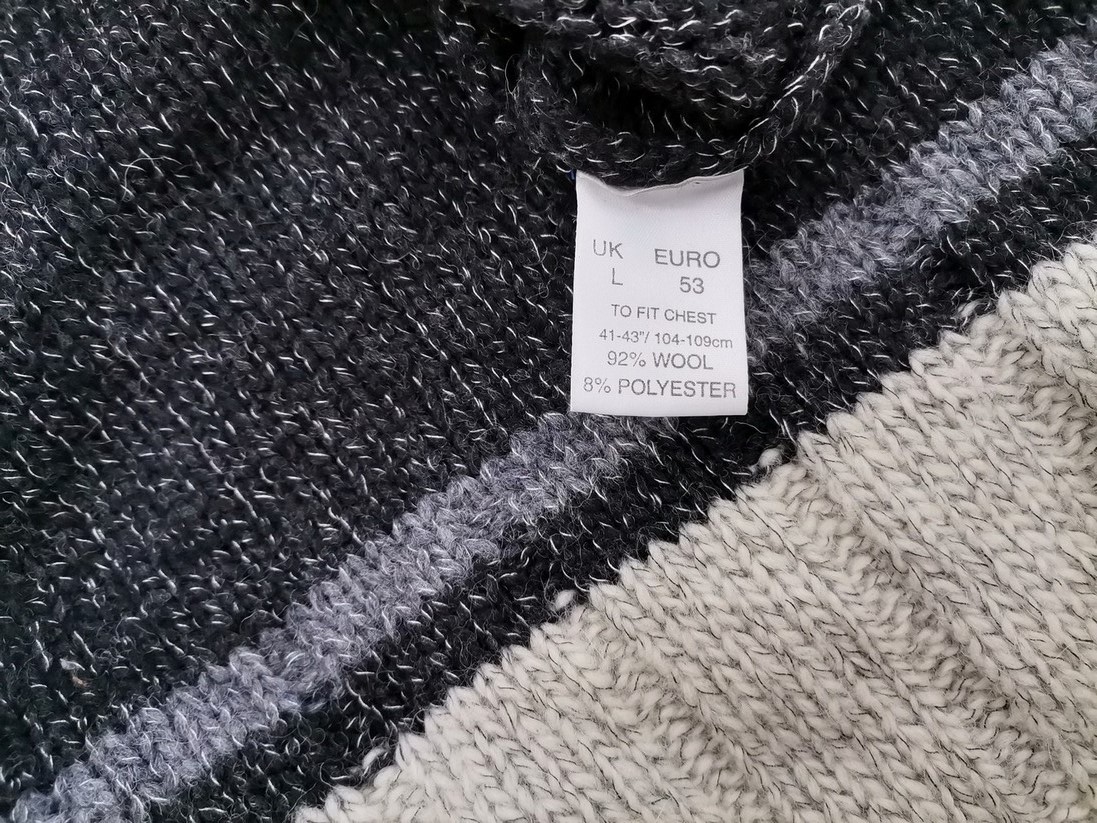 UK EURO
L 53
TO FIT CHEST
41-43"/ 104-109cm
92% WOOL
8% POLYESTER